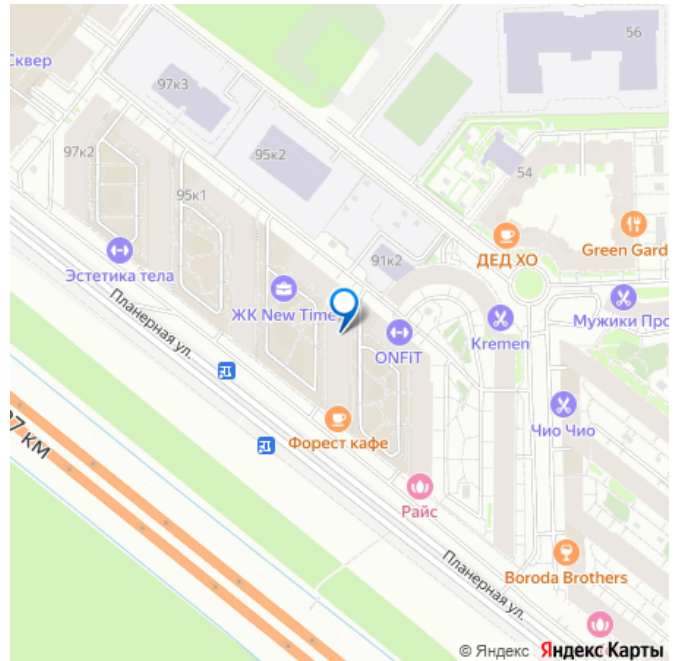 56
Сквер
97к3
97к2
95к2
54
95к1
ДЕД ХО
Green Gard
91к2
Эстетика тела
ЖК New Time
Мужики Про
Планерная ул.
ONFiT
Kremen
Чио Чио
Форест кафе
97 КМ
Райс
Планерная ул.
Boroda Brothers
© Яндекс Яндекс Карты